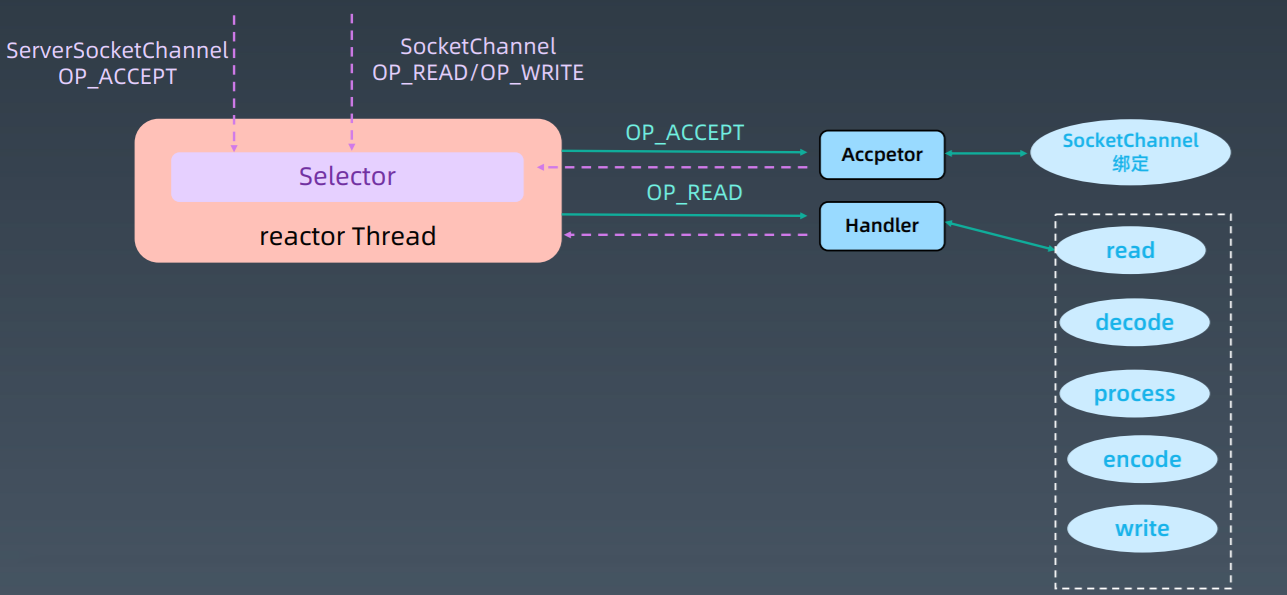 ServerSocketChannel
OP_ACCEPT
SocketChannel
OP_READ/OP_WRITE
Selector
reactor Thread
OP_ACCEPT
OP_READ
Accpetor
Handler
SocketChannel
绑定
read
decode
process
encode
write